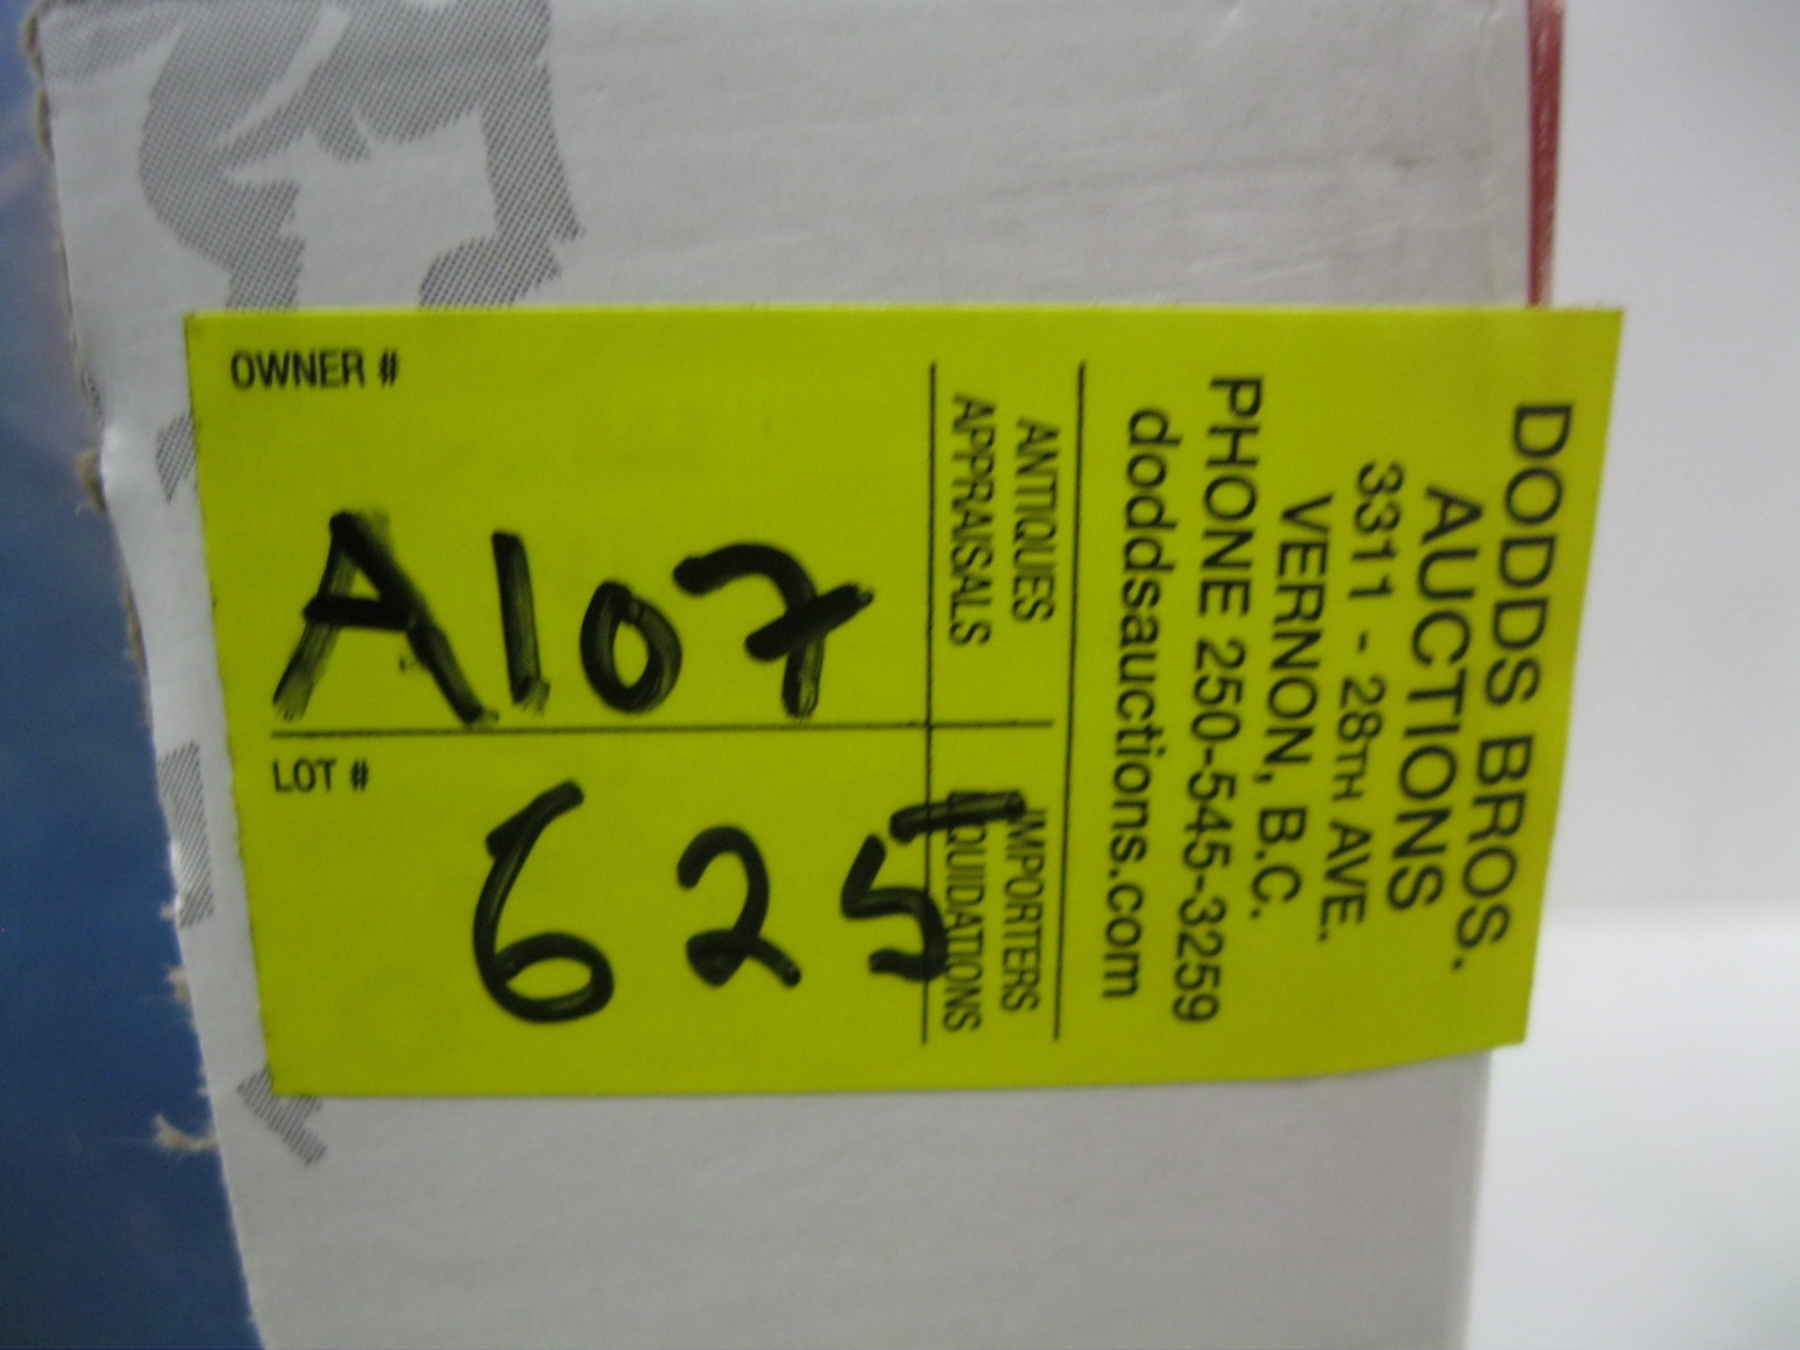 DODDS BROS.
AUCTIONS
3311 - 28TH AVE.
VERNON, B.C.
PHONE 250-545-3259
doddsauctions.com
ANTIQUES IMPORTERS
APPRAISALS LIQUIDATIONS
OWNER #
A107
LOT #
625